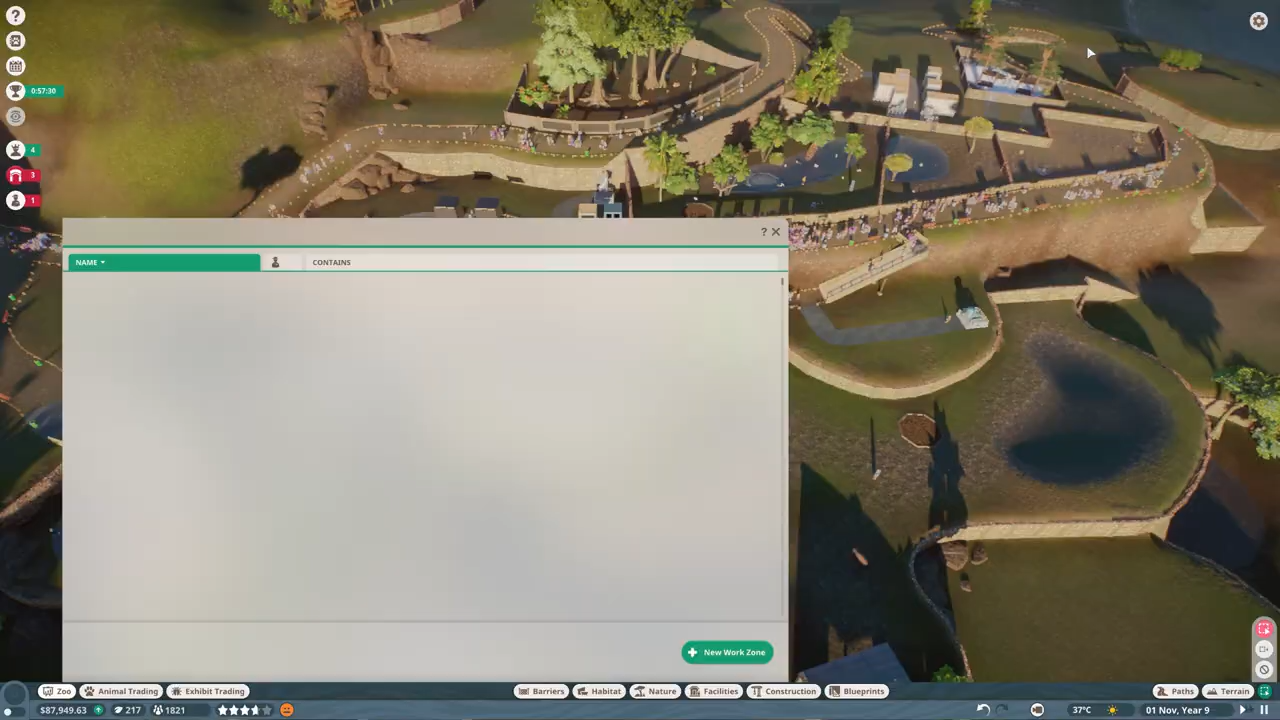 ?
0:57:30
4
3
1
? ×
NAME
CONTAINS
+ New Work Zone
Zoo Animal Trading Exhibit Trading Barriers Habitat Nature Facilities Construction Blueprints Paths Terrain
$87,949.63 217 1821 37°C 01 Nov, Year 9